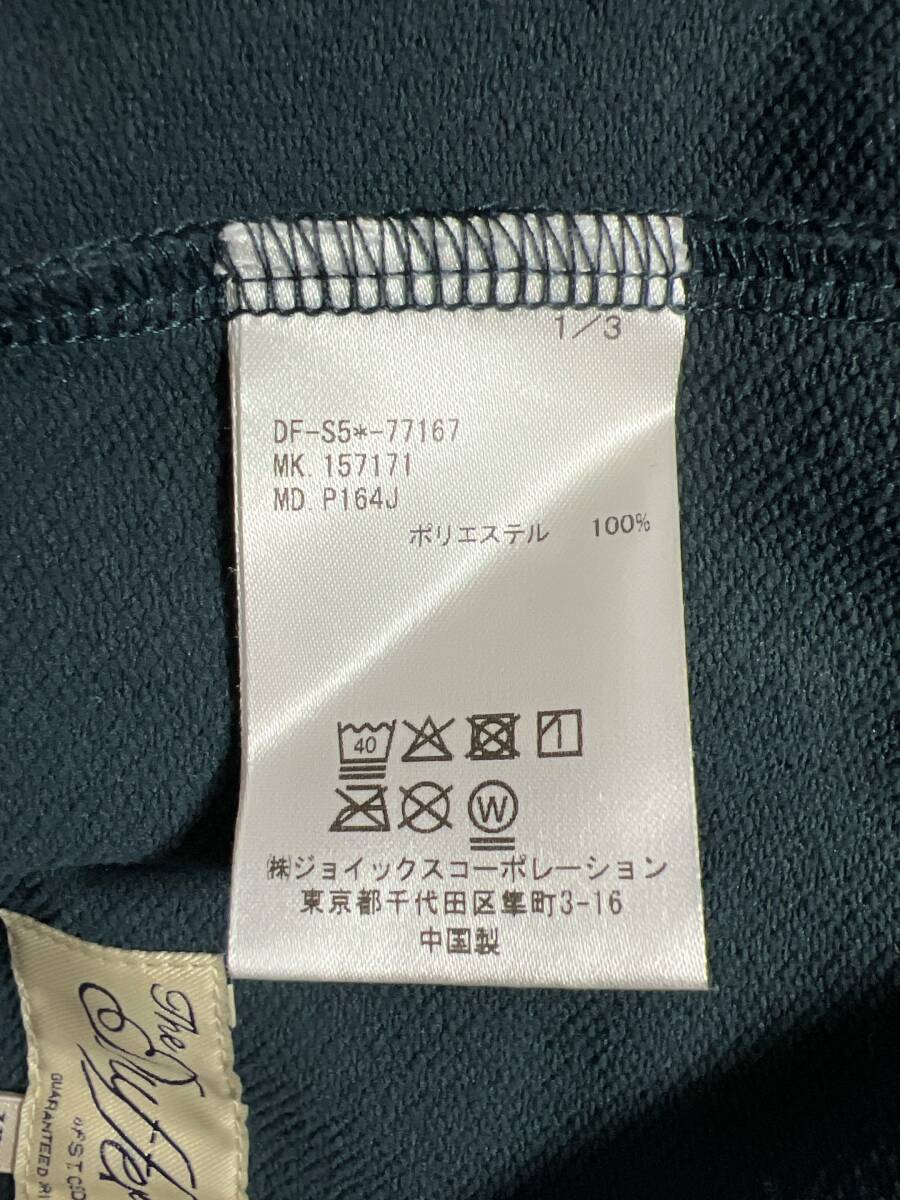 1/3
DF-S5*-77167
MK. 157171
MD. P164J
ポリエステル 100%
40
W
㈱ジョイックスコーポレーション
東京都千代田区隼町3-16
中国製
The
GUARANTEED